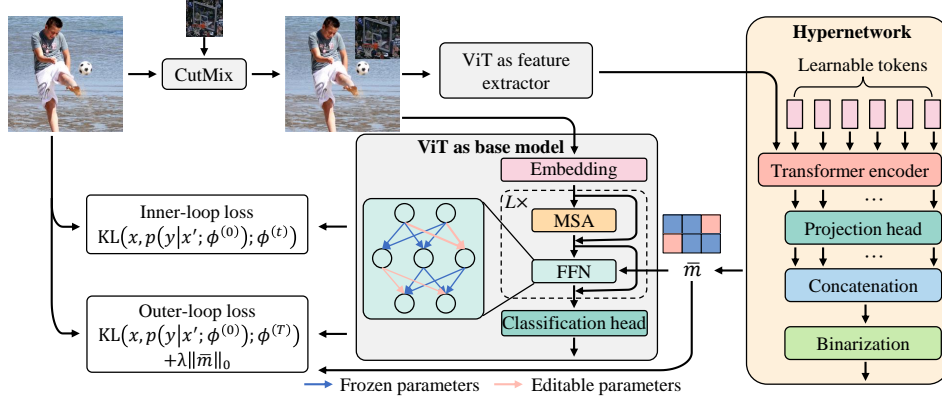 CutMix
ViT as feature
extractor
Hypernetwork
Learnable tokens
Transformer encoder
...
Projection head
...
Concatenation
Binarization
ViT as base model
Embedding
L×
MSA
FFN
Classification head
m̅
Inner-loop loss
KL(x, p(y|x′; ϕ⁽⁰⁾); ϕ⁽ᵗ⁾)
Outer-loop loss
KL(x, p(y|x′; ϕ⁽⁰⁾); ϕ⁽ᵀ⁾)
+λ‖m̅‖₀
Frozen parameters
Editable parameters